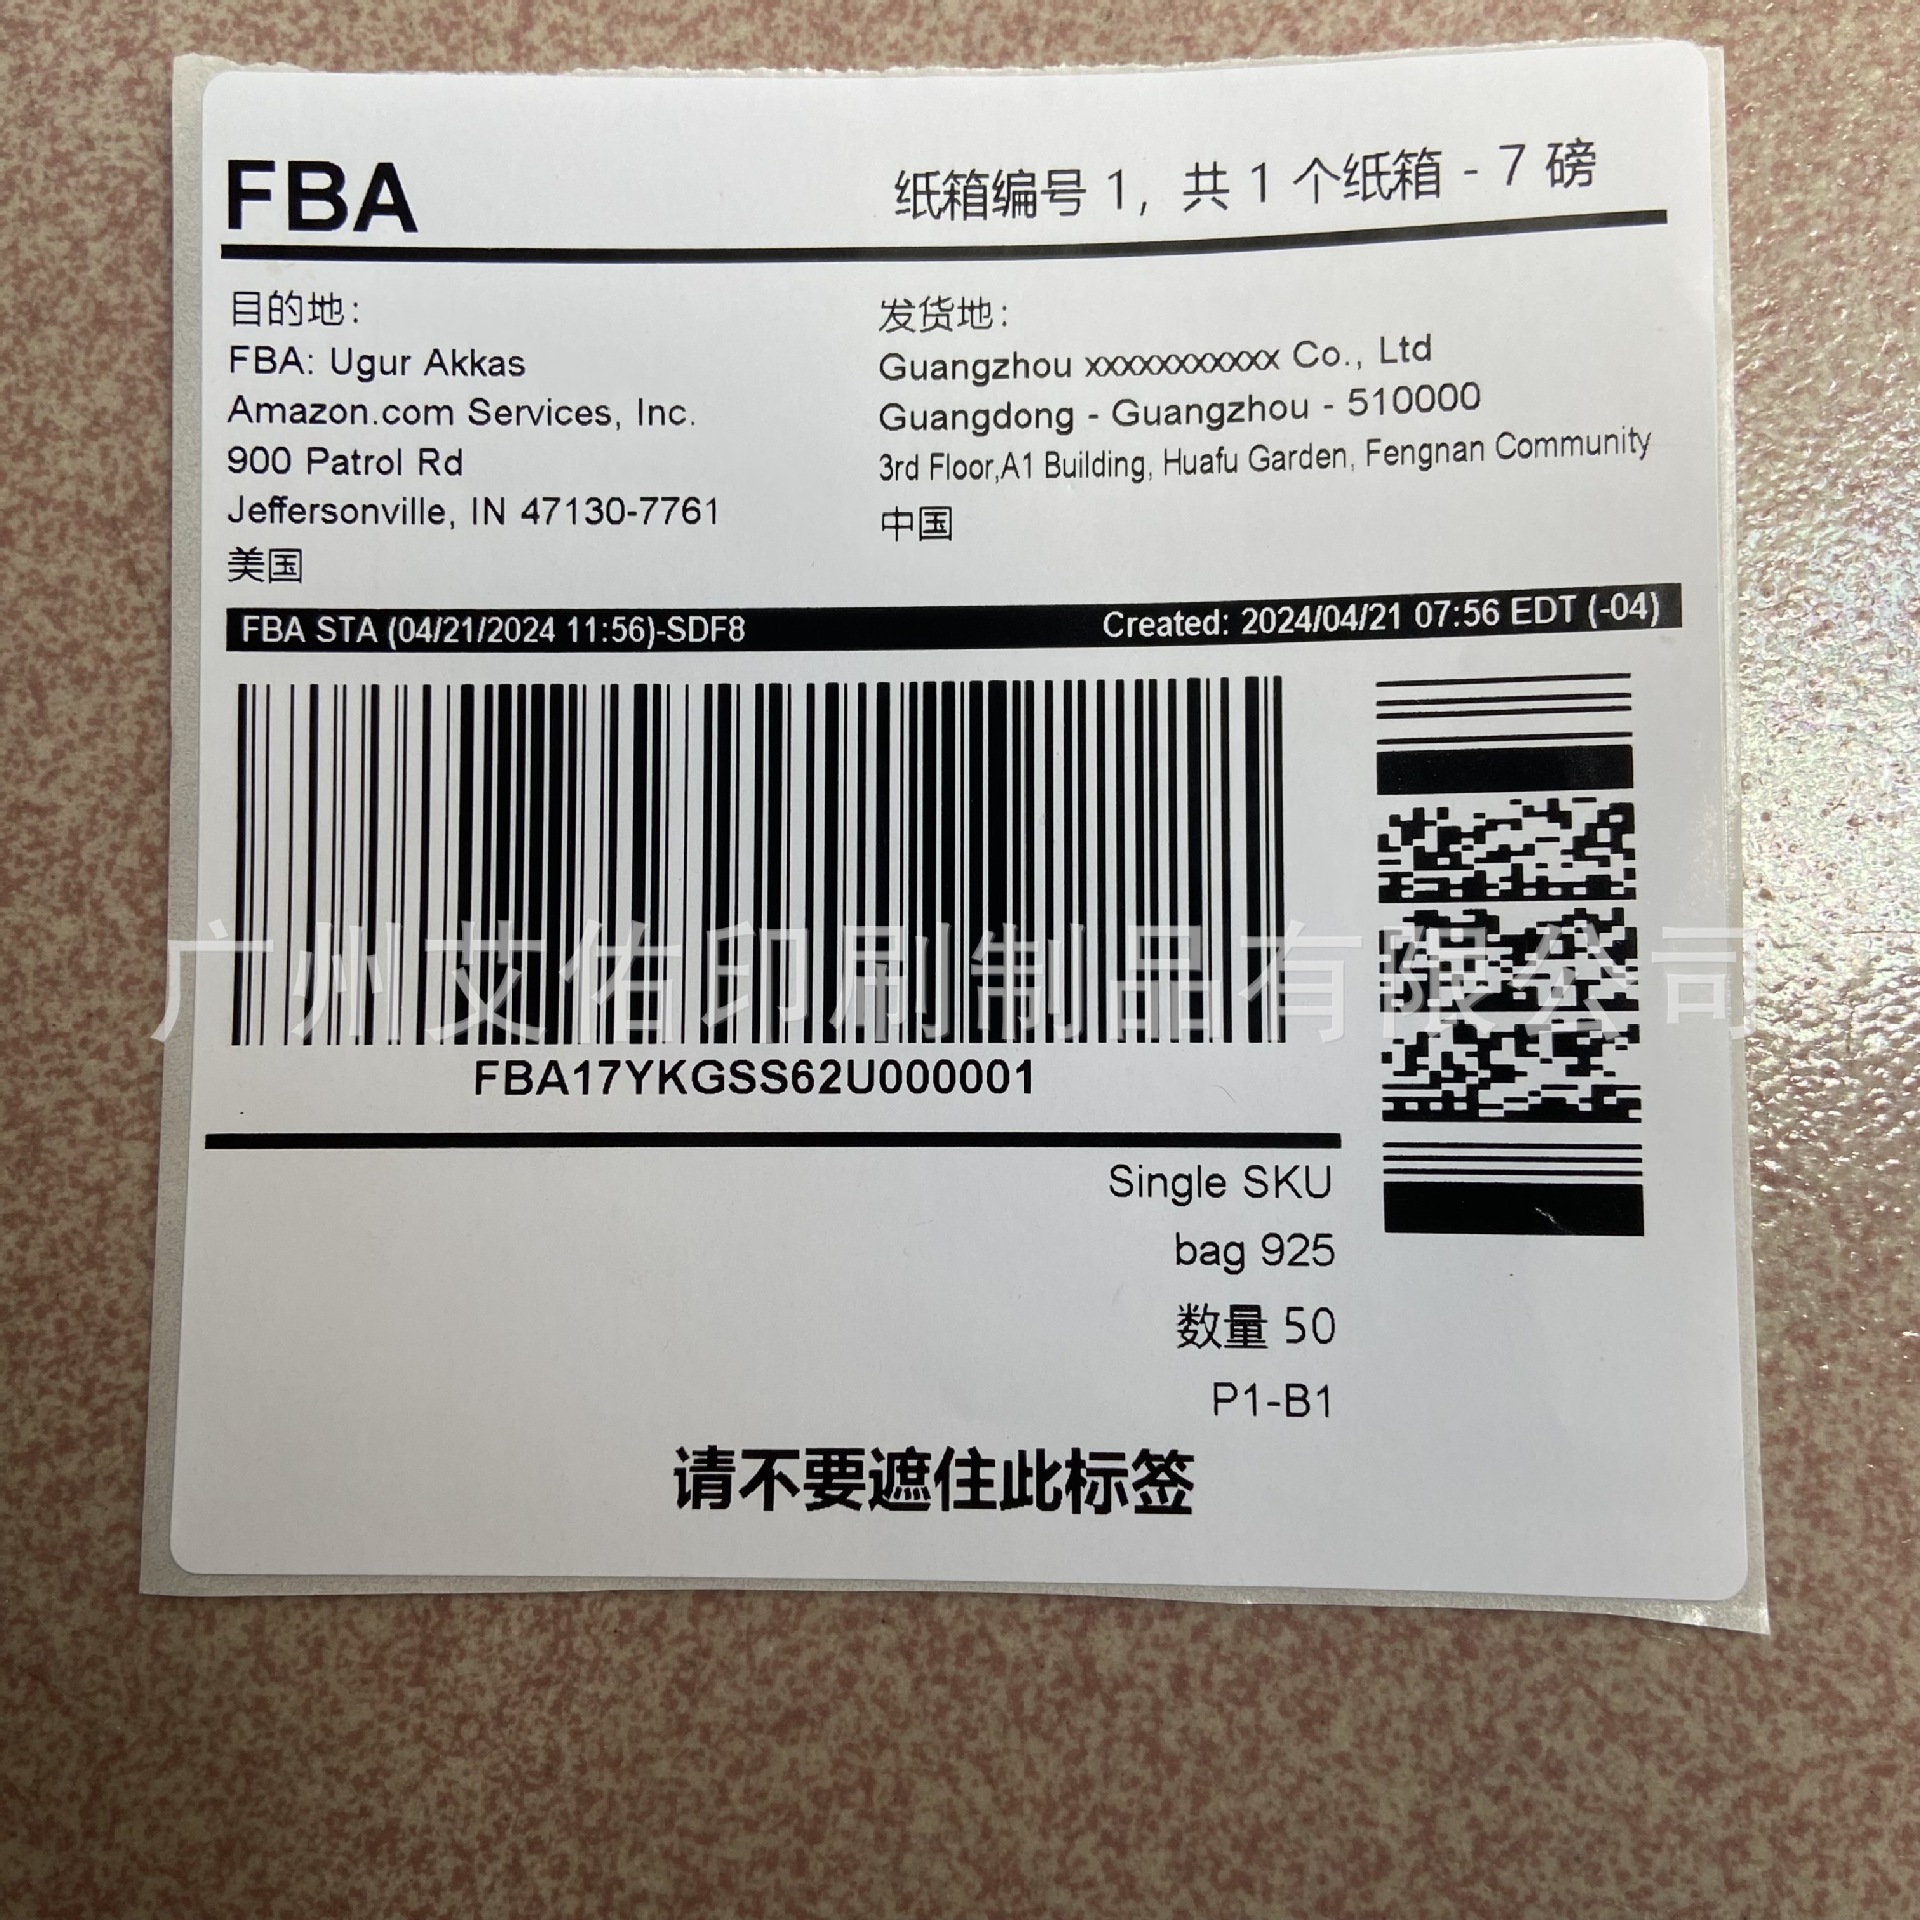 FBA
纸箱编号 1, 共 1 个纸箱 - 7 磅
目的地:
FBA: Ugur Akkas
Amazon.com Services, Inc.
900 Patrol Rd
Jeffersonville, IN 47130-7761
美国
发货地:
Guangzhou xxxxxxxxxxx Co., Ltd
Guangdong - Guangzhou - 510000
3rd Floor,A1 Building, Huafu Garden, Fengnan Community
中国
FBA STA (04/21/2024 11:56)-SDF8
Created: 2024/04/21 07:56 EDT (-04)
广州艾佑印刷制品有限公司
FBA17YKGSS62U000001
Single SKU
bag 925
数量 50
P1-B1
请不要遮住此标签